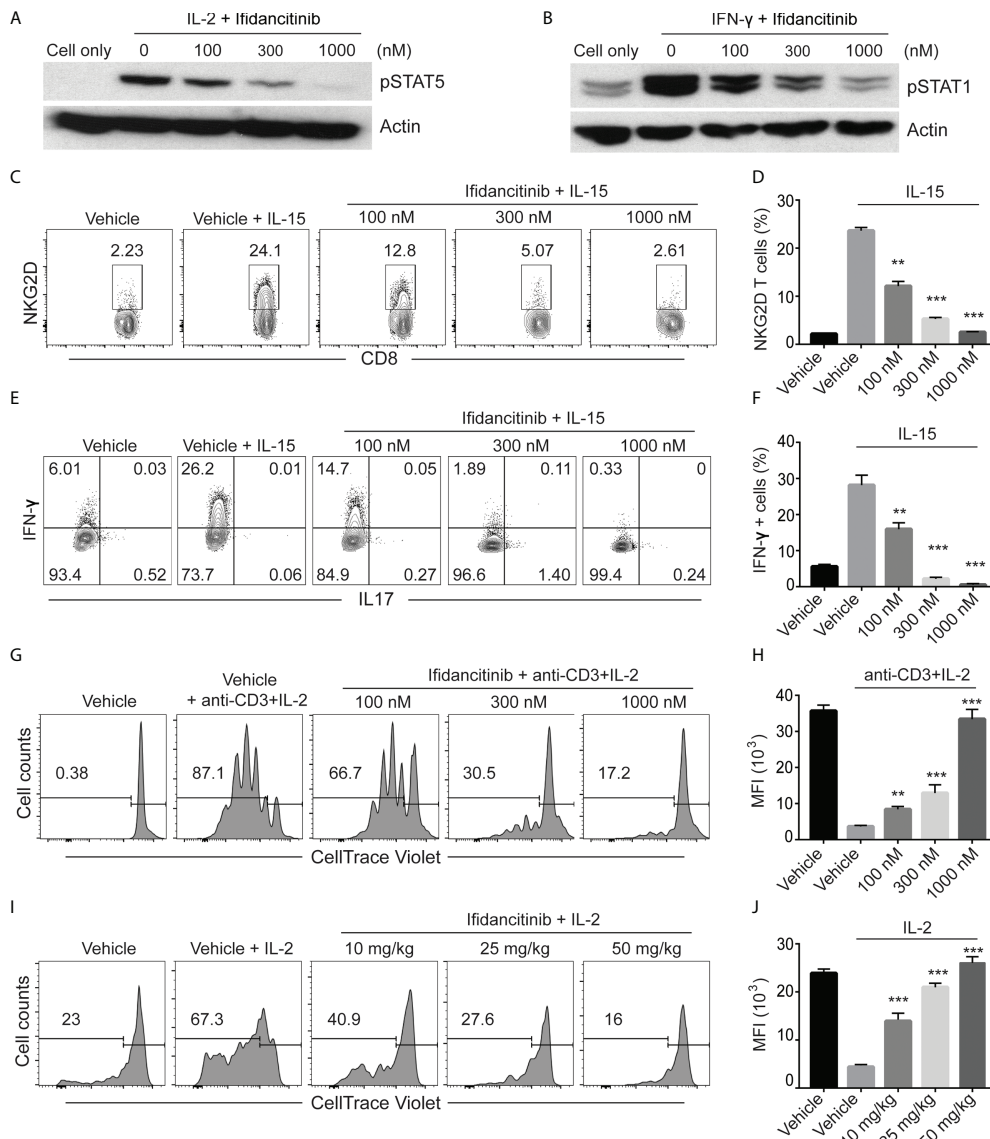 A
IL-2 + Ifidancitinib
Cell only 0 100 300 1000 (nM)
pSTAT5
Actin
B
IFN-γ + Ifidancitinib
Cell only 0 100 300 1000 (nM)
pSTAT1
Actin
C
Ifidancitinib + IL-15
Vehicle Vehicle + IL-15 100 nM 300 nM 1000 nM
2.23 24.1 12.8 5.07 2.61
NKG2D
CD8
D
IL-15
30
20
10
0
NKG2D T cells (%)
** *** ***
Vehicle Vehicle 100 nM 300 nM 1000 nM
E
Ifidancitinib + IL-15
Vehicle Vehicle + IL-15 100 nM 300 nM 1000 nM
6.01 0.03 26.2 0.01 14.7 0.05 1.89 0.11 0.33 0
IFN-γ
93.4 0.52 73.7 0.06 84.9 0.27 96.6 1.40 99.4 0.24
IL17
F
IL-15
40
30
20
10
0
IFN-γ + cells (%)
** *** ***
Vehicle Vehicle 100 nM 300 nM 1000 nM
G
Vehicle
Vehicle
+ anti-CD3+IL-2
Ifidancitinib + anti-CD3+IL-2
100 nM 300 nM 1000 nM
0.38 87.1 66.7 30.5 17.2
Cell counts
CellTrace Violet
H
anti-CD3+IL-2
40
30
20
10
0
MFI (10³)
** *** ***
Vehicle Vehicle 100 nM 300 nM 1000 nM
I
Ifidancitinib + IL-2
Vehicle Vehicle + IL-2 10 mg/kg 25 mg/kg 50 mg/kg
23 67.3 40.9 27.6 16
Cell counts
CellTrace Violet
J
IL-2
30
20
10
0
MFI (10³)
*** *** ***
Vehicle Vehicle 10 mg/kg 25 mg/kg 50 mg/kg